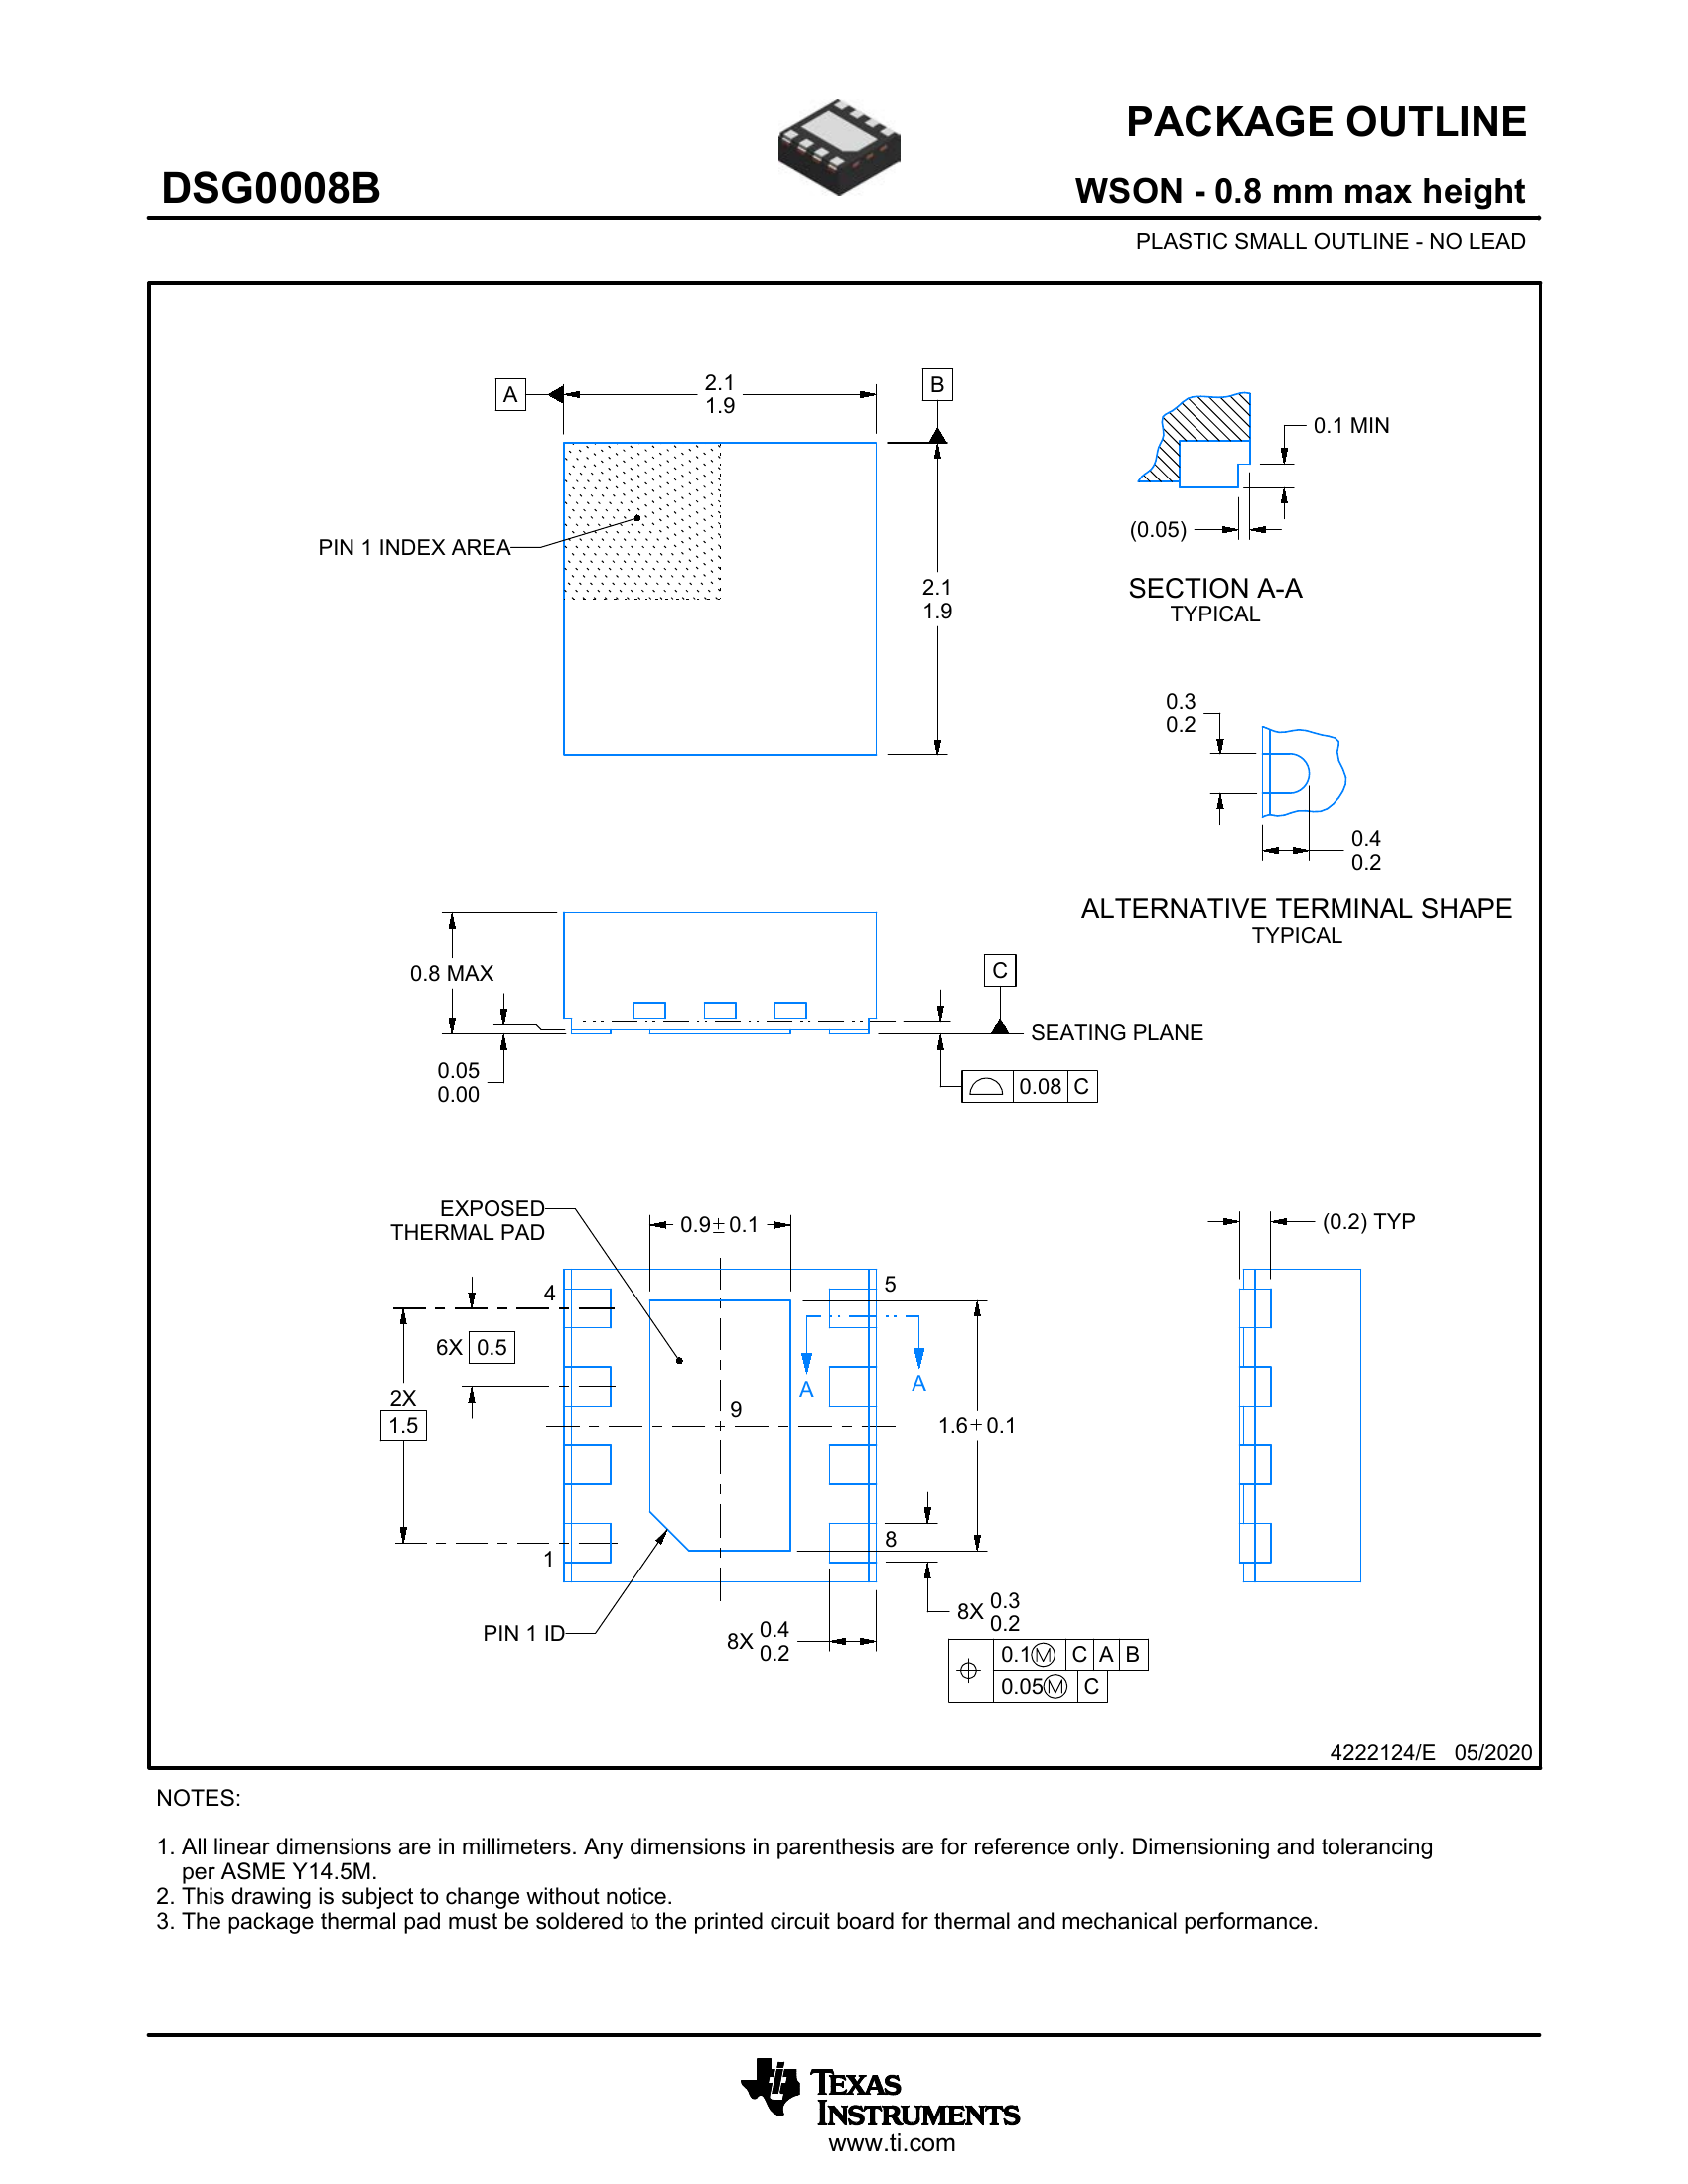 PACKAGE OUTLINE
DSG0008B
WSON - 0.8 mm max height
PLASTIC SMALL OUTLINE - NO LEAD
A
2.1
1.9
B
0.1 MIN
(0.05)
PIN 1 INDEX AREA
2.1
1.9
SECTION A-A
TYPICAL
0.3
0.2
0.4
0.2
ALTERNATIVE TERMINAL SHAPE
TYPICAL
0.8 MAX
C
SEATING PLANE
0.05
0.00
0.08 C
EXPOSED
THERMAL PAD
0.9±0.1
(0.2) TYP
4
5
6X 0.5
A
A
2X
1.5
9
1.6±0.1
1
8
PIN 1 ID
8X 0.4
0.2
8X 0.3
0.2
0.1Ⓜ C A B
0.05Ⓜ C
4222124/E 05/2020
NOTES:
1. All linear dimensions are in millimeters. Any dimensions in parenthesis are for reference only. Dimensioning and tolerancing
per ASME Y14.5M.
2. This drawing is subject to change without notice.
3. The package thermal pad must be soldered to the printed circuit board for thermal and mechanical performance.
TEXAS
INSTRUMENTS
www.ti.com